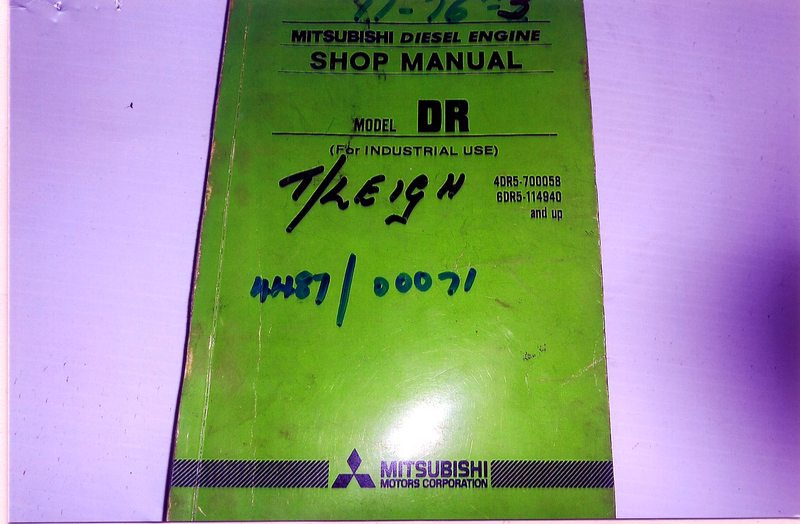 MITSUBISHI DIESEL ENGINE
SHOP MANUAL
MODEL DR
(For INDUSTRIAL USE)
T/LEIGH
4DR5-700058
6DR5-114940
and up
4487/00071
MITSUBISHI
MOTORS CORPORATION